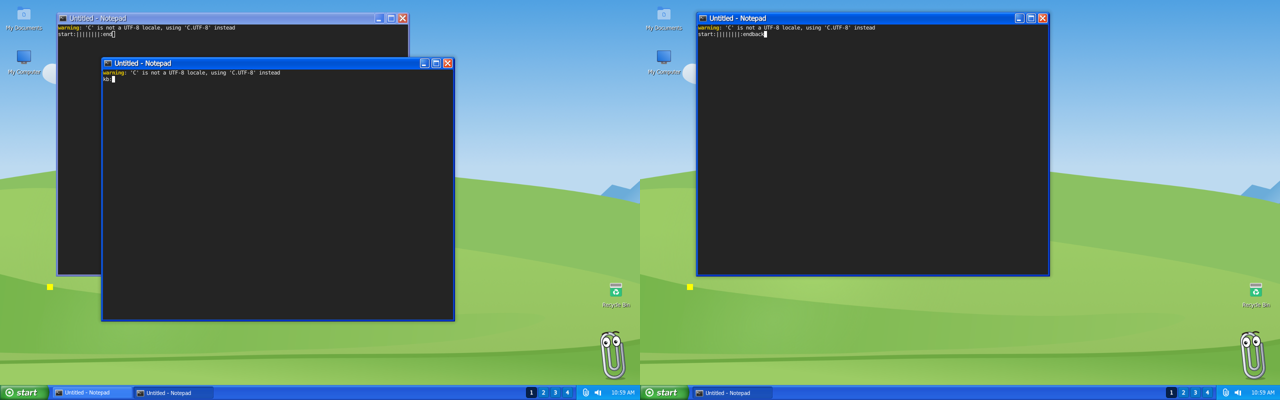 My Documents
My Computer
Untitled - Notepad
warning: 'C' is not a UTF-8 locale, using 'C.UTF-8' instead
start:||||||||:end
Untitled - Notepad
warning: 'C' is not a UTF-8 locale, using 'C.UTF-8' instead
kb:
Recycle Bin
start
Untitled - Notepad
Untitled - Notepad
1 2 3 4
10:59 AM
My Documents
My Computer
Untitled - Notepad
warning: 'C' is not a UTF-8 locale, using 'C.UTF-8' instead
start:||||||||:endback
Recycle Bin
start
Untitled - Notepad
1 2 3 4
10:59 AM